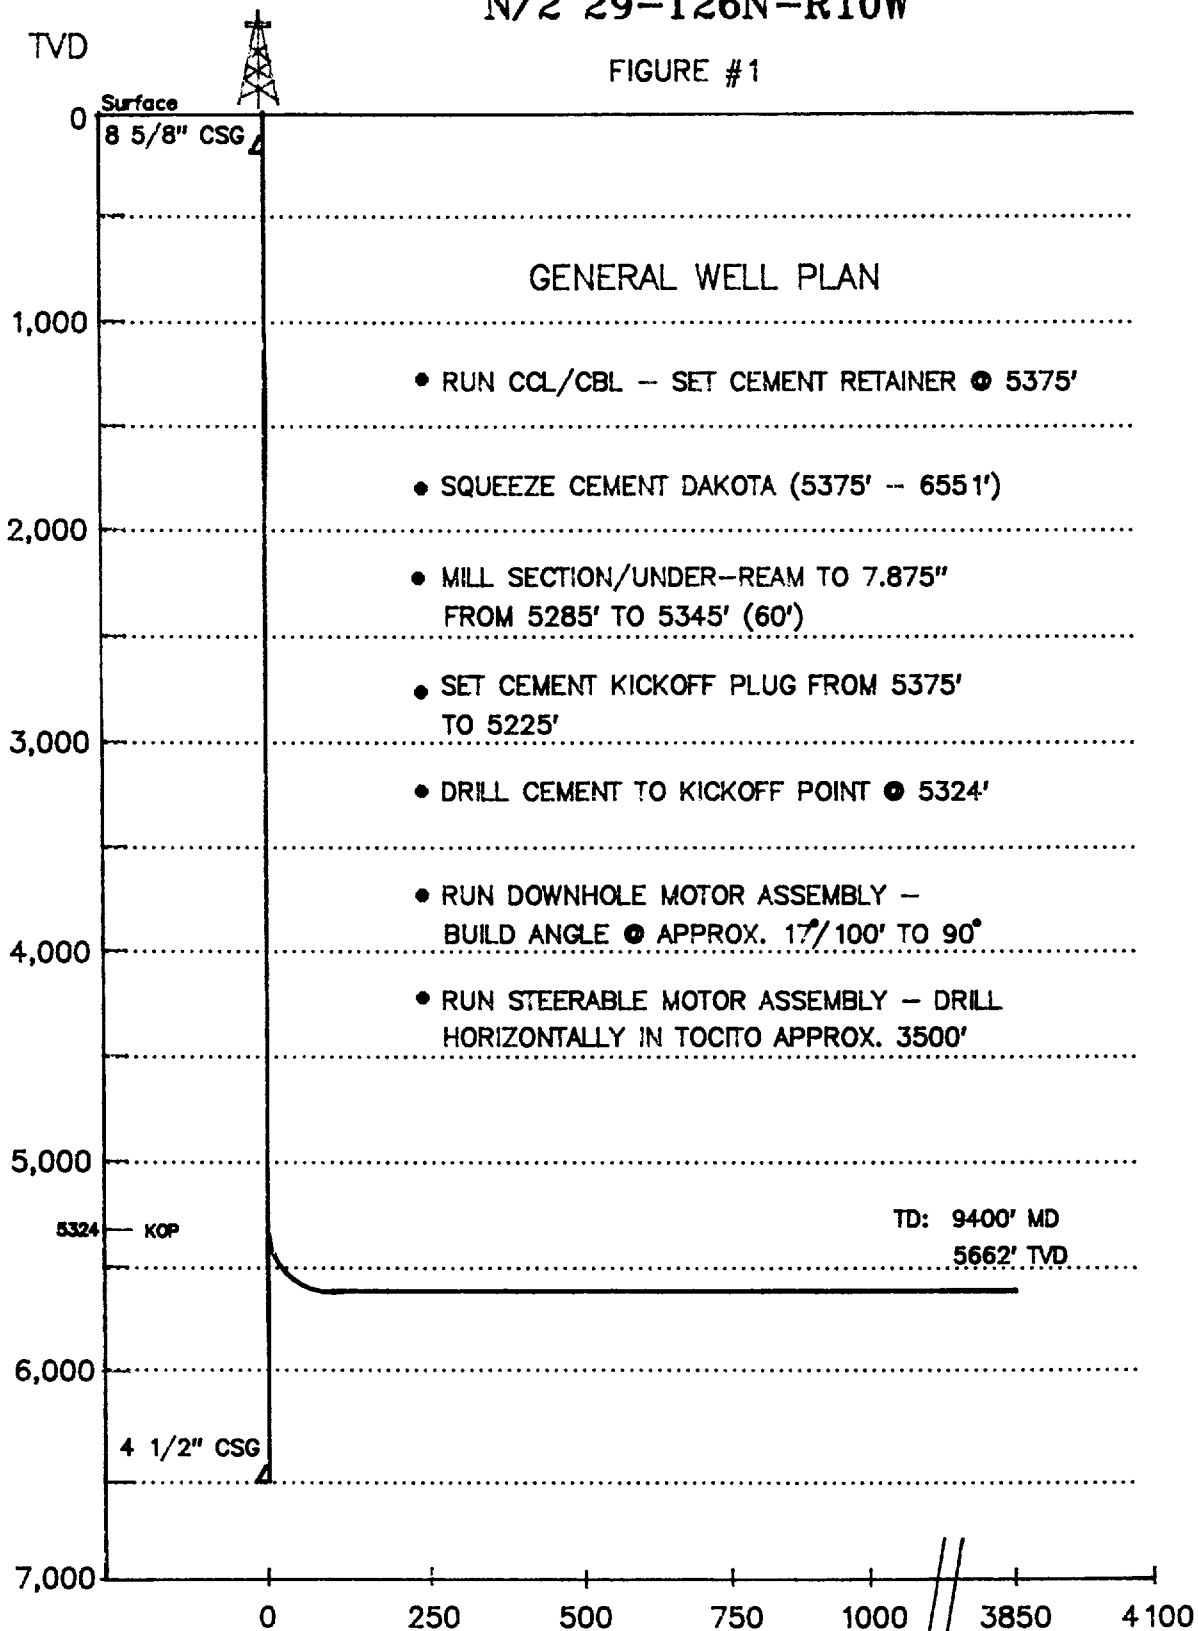 N/2 29-T26N-R10W
TVD
FIGURE #1
Surface
0
8 5/8" CSG
GENERAL WELL PLAN
1,000
• RUN CCL/CBL - SET CEMENT RETAINER @ 5375'
• SQUEEZE CEMENT DAKOTA (5375' - 6551')
2,000
• MILL SECTION/UNDER-REAM TO 7.875"
FROM 5285' TO 5345' (60')
• SET CEMENT KICKOFF PLUG FROM 5375'
TO 5225'
3,000
• DRILL CEMENT TO KICKOFF POINT @ 5324'
• RUN DOWNHOLE MOTOR ASSEMBLY -
BUILD ANGLE @ APPROX. 17°/100' TO 90°
4,000
• RUN STEERABLE MOTOR ASSEMBLY - DRILL
HORIZONTALLY IN TOCITO APPROX. 3500'
5,000
5324 KOP
TD: 9400' MD
5662' TVD
6,000
4 1/2" CSG
7,000
0 250 500 750 1000 3850 4100